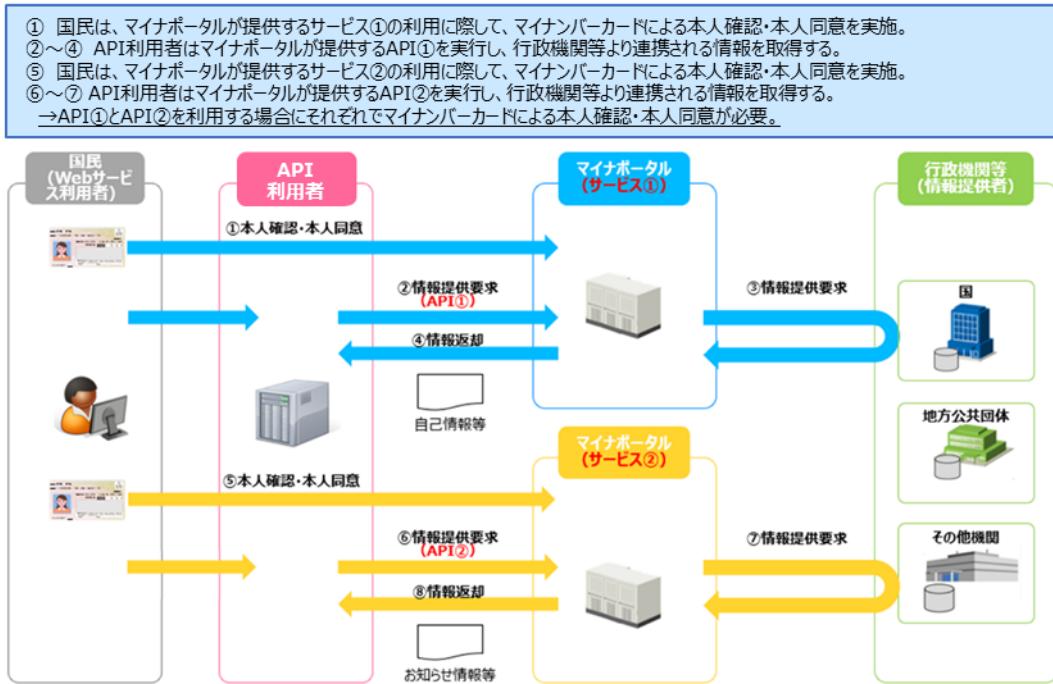 ① 国民は、マイナポータルが提供するサービス①の利用に際して、マイナンバーカードによる本人確認・本人同意を実施。
②～④ API利用者はマイナポータルが提供するAPI①を実行し、行政機関等より連携される情報を取得する。
⑤ 国民は、マイナポータルが提供するサービス②の利用に際して、マイナンバーカードによる本人確認・本人同意を実施。
⑥～⑦ API利用者はマイナポータルが提供するAPI②を実行し、行政機関等より連携される情報を取得する。
→API①とAPI②を利用する場合にそれぞれでマイナンバーカードによる本人確認・本人同意が必要。
国民
(Webサービ
ス利用者)
API
利用者
マイナポータル
(サービス①)
行政機関等
(情報提供者)
①本人確認・本人同意
②情報提供要求
(API①)
③情報提供要求
国
④情報返却
自己情報等
地方公共団体
マイナポータル
(サービス②)
⑤本人確認・本人同意
⑥情報提供要求
(API②)
⑦情報提供要求
その他機関
⑧情報返却
お知らせ情報等